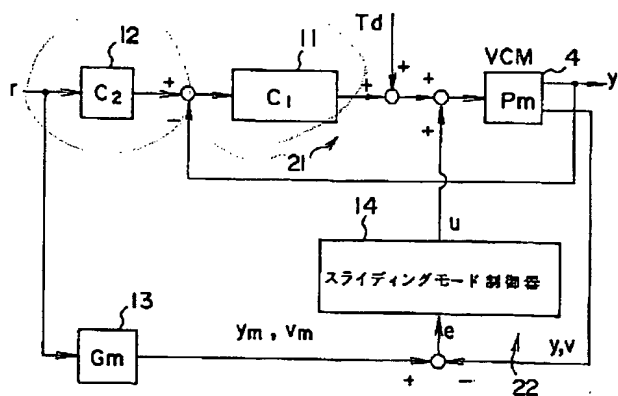 12
11
Td
VCM
4
r
C2
+
−
C1
+
+
+
+
Pm
y
21
14
u
スライディングモード制御器
13
Gm
ym , vm
e
+
−
y,v
22